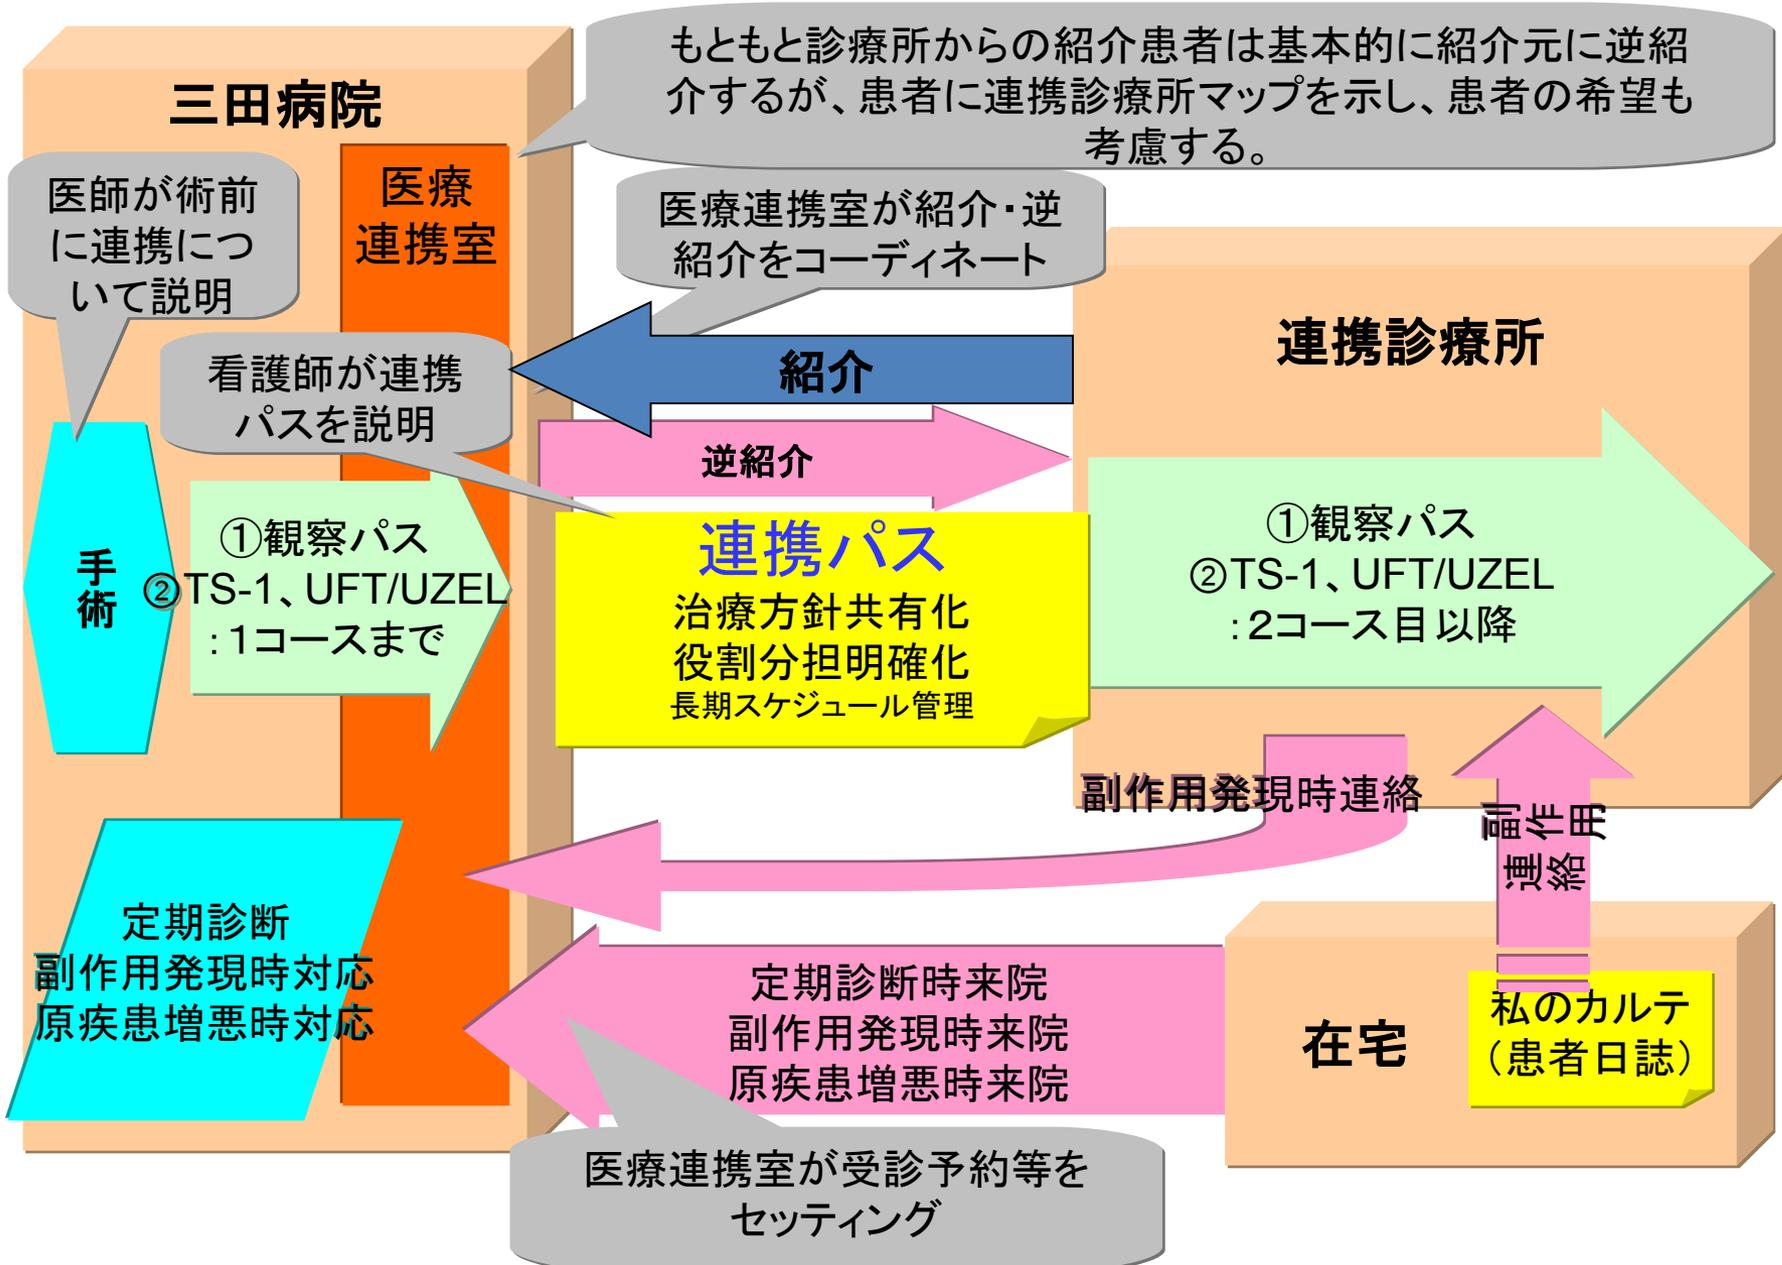 もともと診療所からの紹介患者は基本的に紹介元に逆紹
介するが、患者に連携診療所マップを示し、患者の希望も
考慮する。
三田病院
医療
連携室
医師が術前
に連携につ
いて説明
医療連携室が紹介・逆
紹介をコーディネート
連携診療所
紹介
看護師が連携
パスを説明
逆紹介
手術
①観察パス
②TS-1、UFT/UZEL
:1コースまで
連携パス
治療方針共有化
役割分担明確化
長期スケジュール管理
①観察パス
②TS-1、UFT/UZEL
:2コース目以降
副作用発現時連絡
副作用
連絡
定期診断
副作用発現時対応
原疾患増悪時対応
定期診断時来院
副作用発現時来院
原疾患増悪時来院
在宅
私のカルテ
(患者日誌)
医療連携室が受診予約等を
セッティング